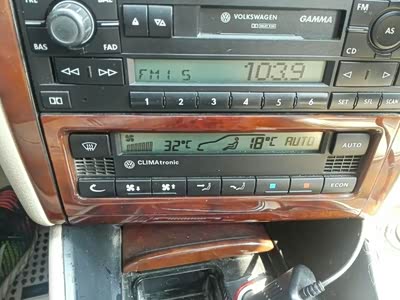 FRE TRE
VOLKSWAGEN GAMMA
BAS FAD
CD
AS
FM1 5 103.9
1 2 3 4 5 6 SET SFL SCAN
32°C 18°C AUTO AUTO
CLIMAtronic
ECON